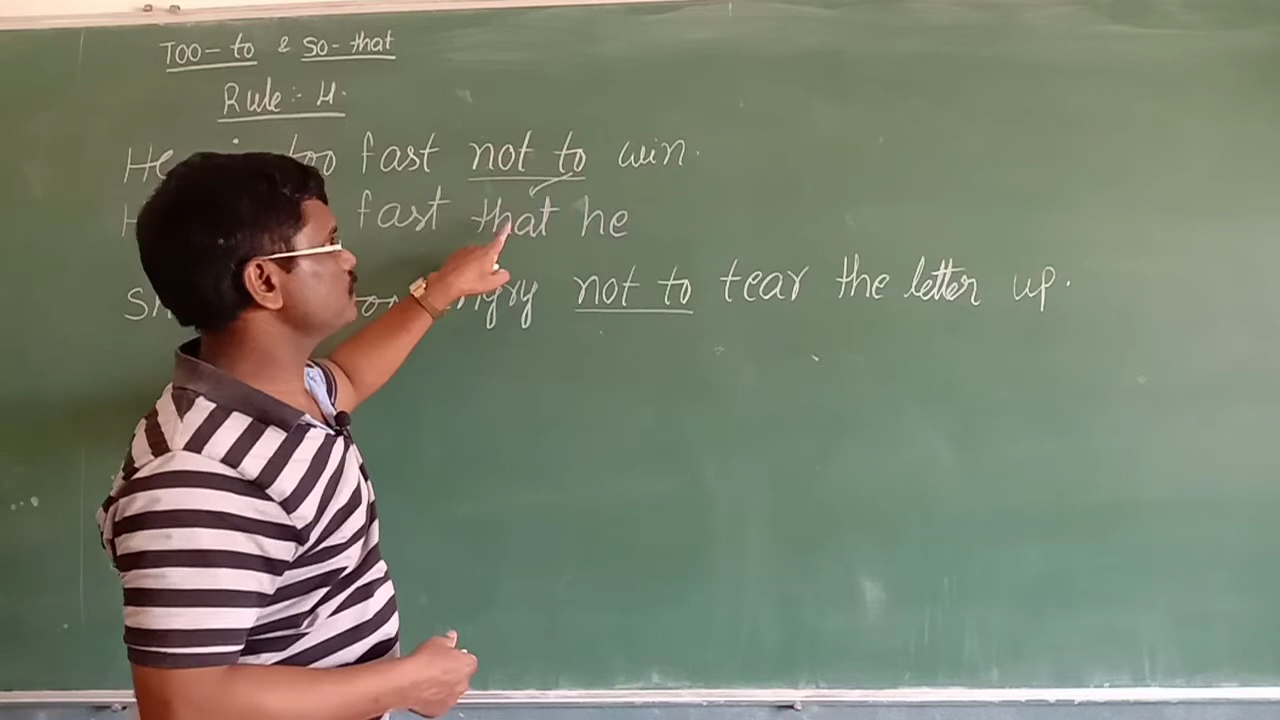 Too-to & So-that
Rule:- 4.
He too fast not to win.
fast that he
angry not to tear the letter up.